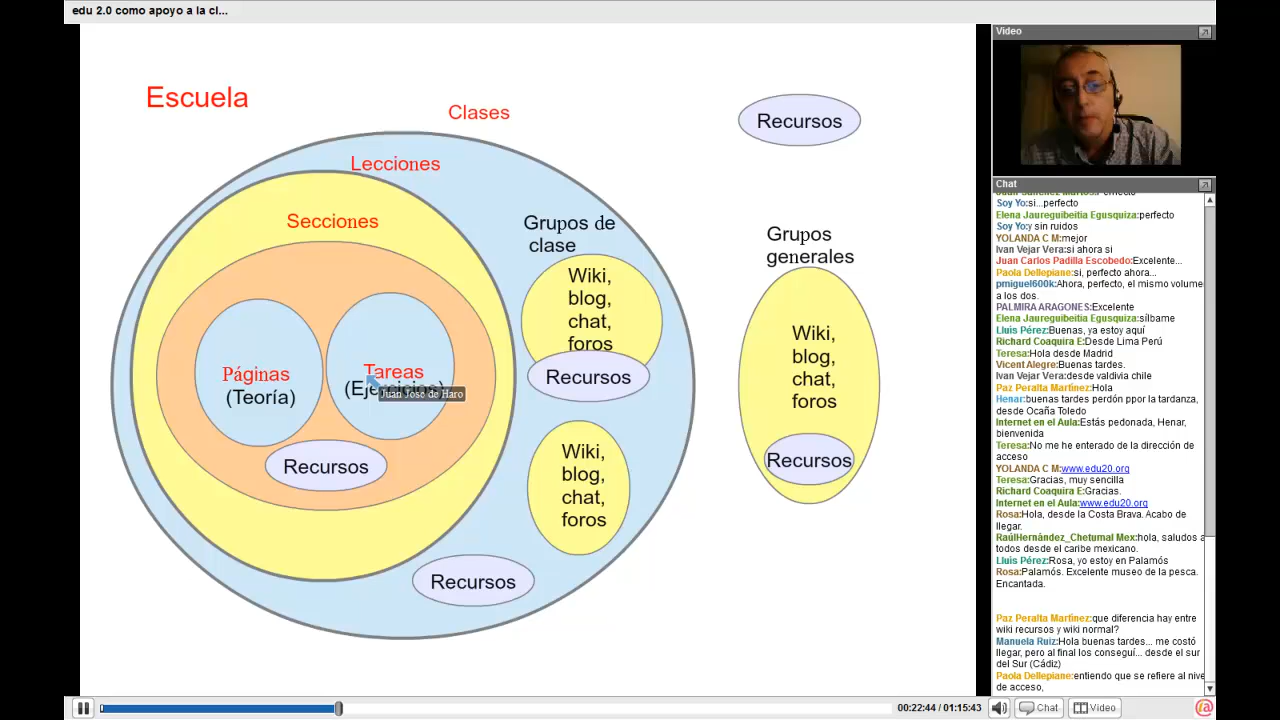 edu 2.0 como apoyo a la cl...
Escuela
Clases
Lecciones
Secciones
Páginas
(Teoría)
Tareas
Juan José de Haro
Recursos
Grupos de
clase
Wiki,
blog,
chat,
foros
Recursos
Wiki,
blog,
chat,
foros
Recursos
Recursos
Grupos
generales
Wiki,
blog,
chat,
foros
Recursos
Video
Chat
Soy Yo:si...perfecto
Elena Jaureguibeitia Egusquiza:perfecto
Soy Yo:y sin ruidos
YOLANDA C M:mejor
Ivan Vejar Vera:si ahora si
Juan Carlos Padilla Escobedo:Excelente...
Paola Dellepiane:si, perfecto ahora...
pmiguel600k:Ahora, perfecto, el mismo volume
a los dos.
PALMIRA ARAGONES:Excelente
Elena Jaureguibeitia Egusquiza:sílbame
Lluís Pérez:Buenas, ya estoy aquí
Richard Coaquira E:Desde Lima Perú
Teresa:Hola desde Madrid
Vicent Alegre:Buenas tardes.
Ivan Vejar Vera:desde valdivia chile
Paz Peralta Martínez:Hola
Henar:buenas tardes perdón ppor la tardanza,
desde Ocaña Toledo
Internet en el Aula:Estás pedonada, Henar,
bienvenida
Teresa:No me he enterado de la dirección de
acceso
YOLANDA C M:www.edu20.org
Teresa:Gracias, muy sencilla
Richard Coaquira E:Gracias.
Internet en el Aula:www.edu20.org
Rosa:Hola, desde la Costa Brava. Acabo de
llegar.
RaúlHernández_Chetumal Mex:hola, saludos a
todos desde el caribe mexicano.
Lluís Pérez:Rosa, yo estoy en Palamós
Rosa:Palamós. Excelente museo de la pesca.
Encantada.
Paz Peralta Martínez:que diferencia hay entre
wiki recursos y wiki normal?
Manuela Ruiz:Hola buenas tardes... me costó
llegar, pero al final los conseguí... desde el sur
del Sur (Cádiz)
Paola Dellepiane:entiendo que se refiere al nive
de acceso,
00:22:44 / 01:15:43
Chat
Video